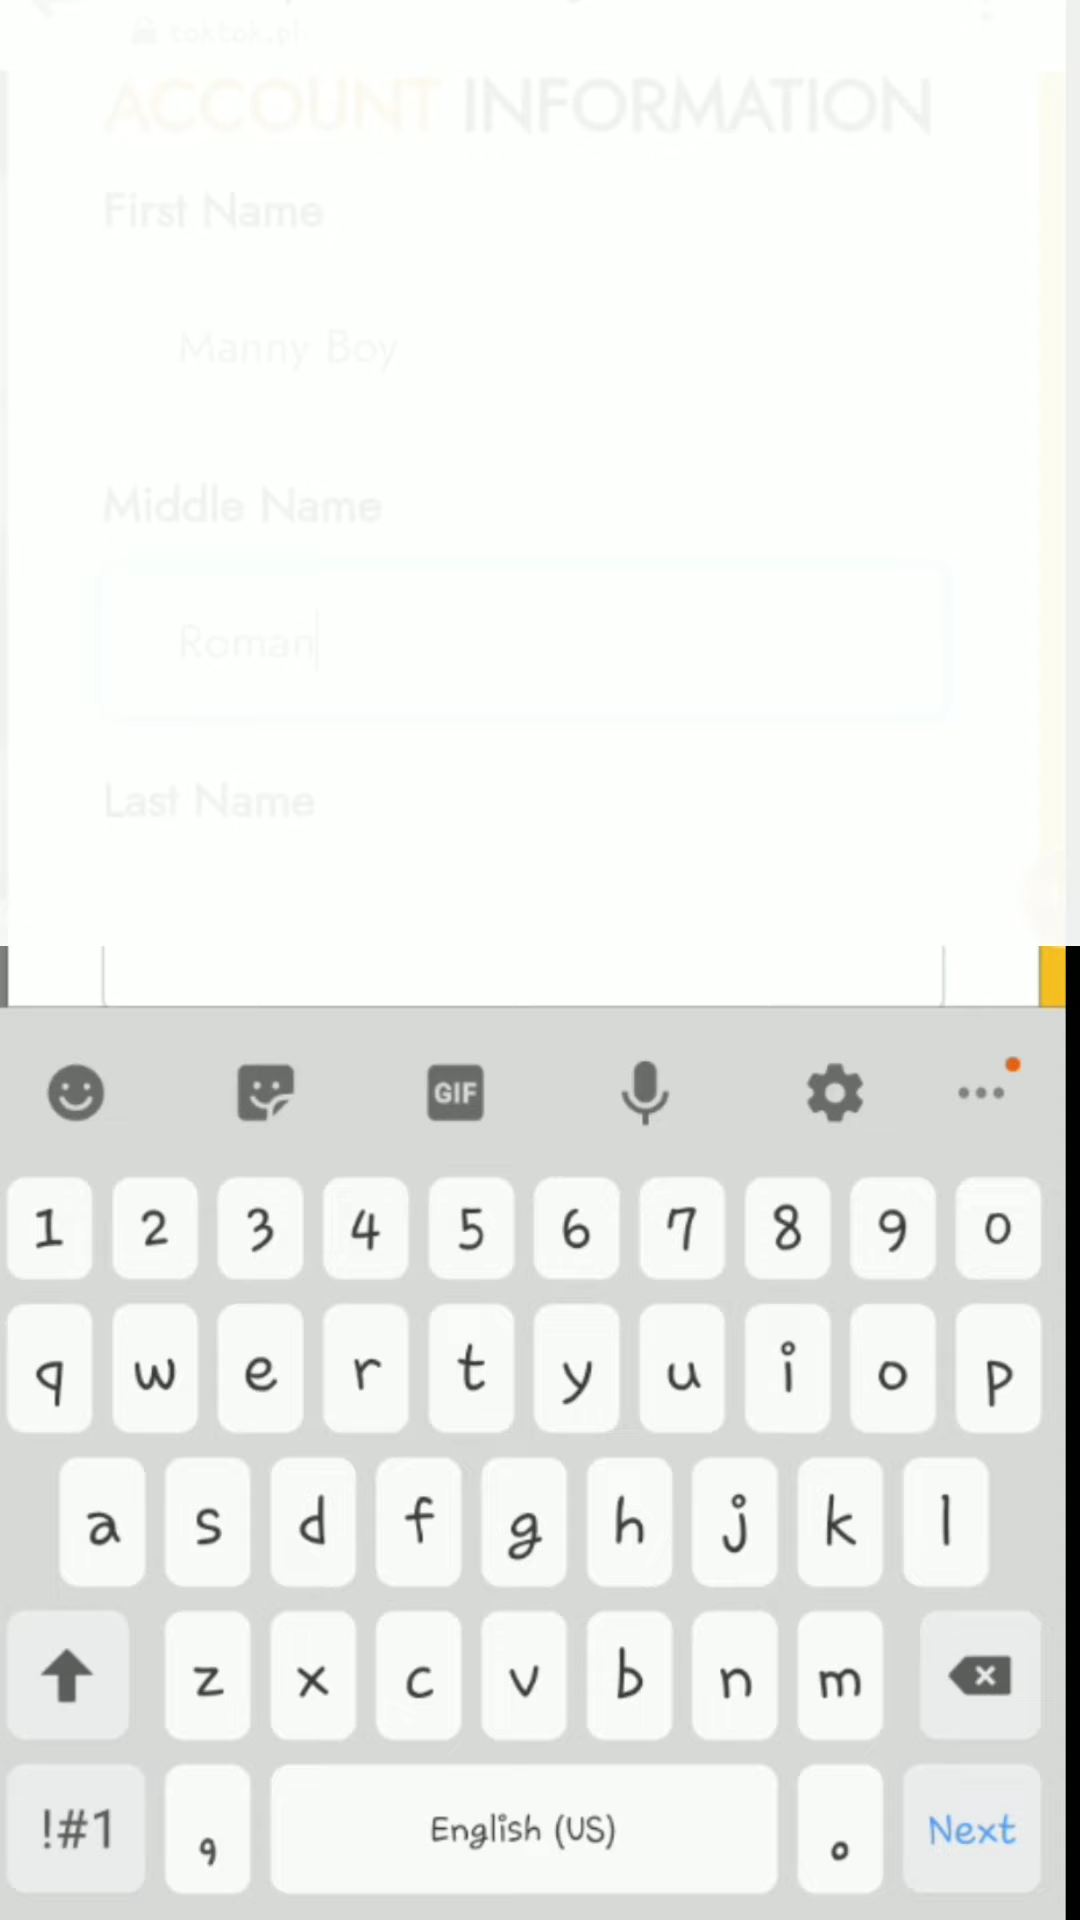 toktok.ph
ACCOUNT INFORMATION
First Name
Manny Boy
Middle Name
Roman
Last Name
GIF
1 2 3 4 5 6 7 8 9 0
q w e r t y u i o p
a s d f g h j k l
z x c v b n m
!#1 , English (US) . Next